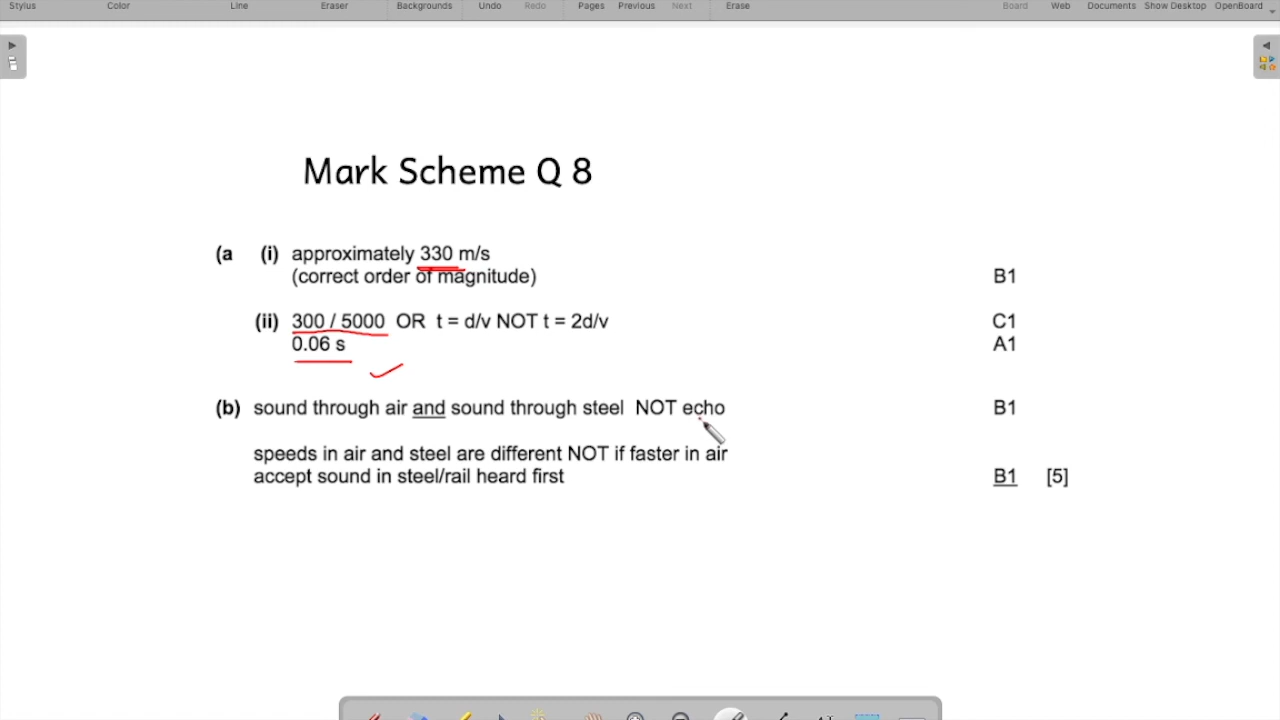 Stylus Color Line Eraser Backgrounds Undo Redo Pages Previous Next Erase Board Web Documents Show Desktop OpenBoard
Mark Scheme Q 8
(a (i) approximately 330 m/s
(correct order of magnitude) B1
(ii) 300 / 5000 OR t = d/v NOT t = 2d/v C1
0.06 s A1
(b) sound through air and sound through steel NOT echo B1
speeds in air and steel are different NOT if faster in air
accept sound in steel/rail heard first B1 [5]